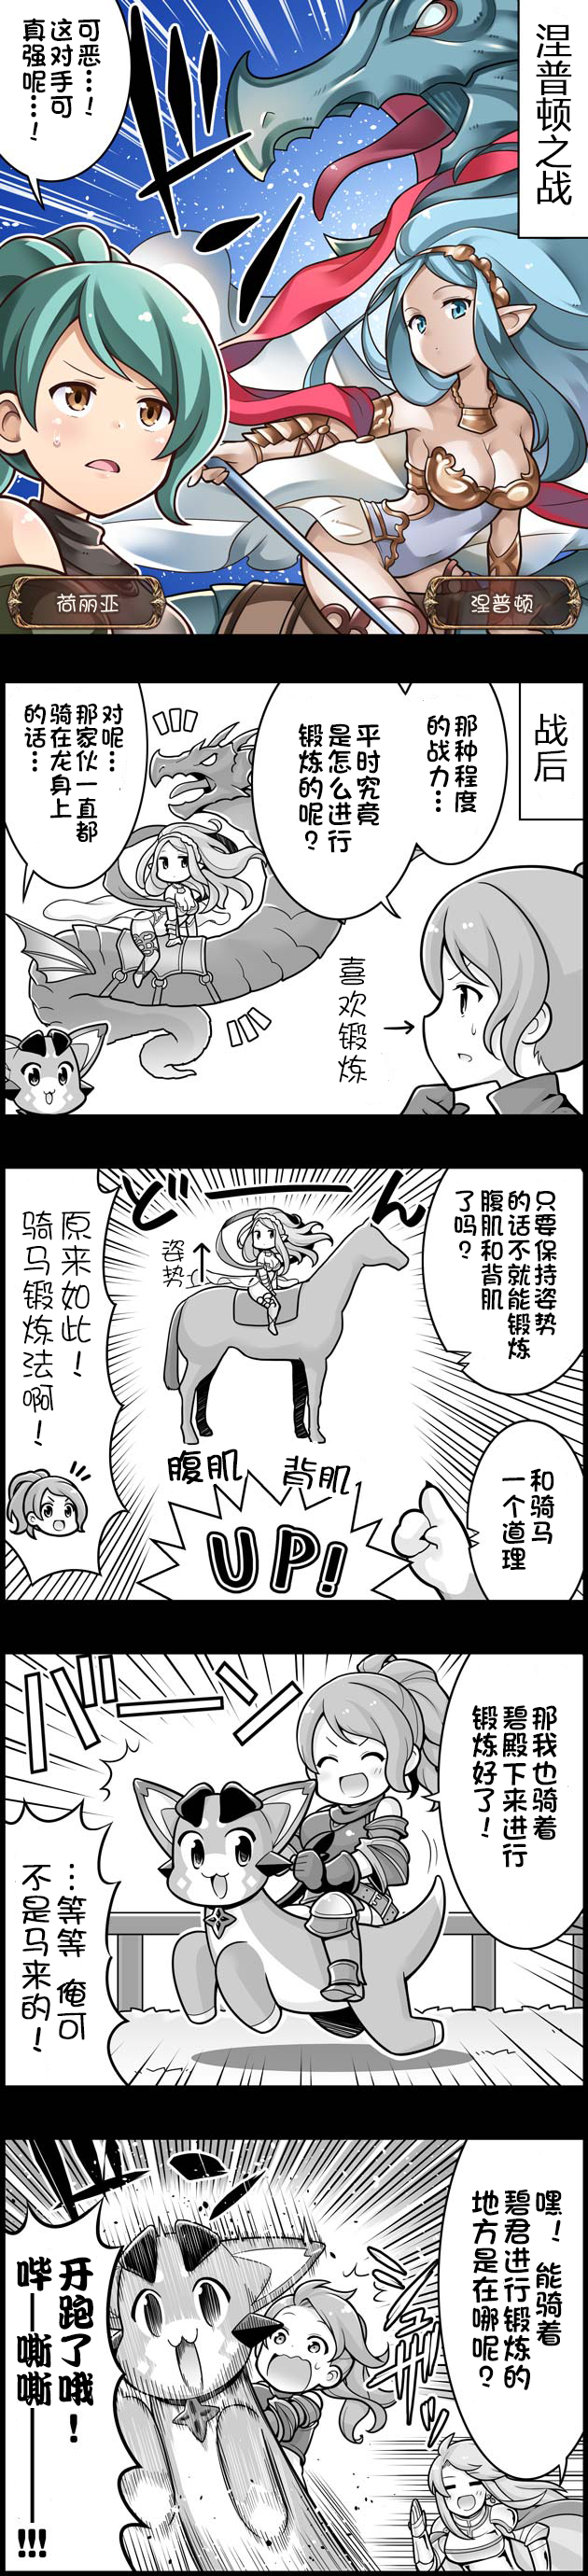 涅普顿之战
可恶…！
这对手可
真强呢…！
荷丽亚
涅普顿
战后
那种程度
的战力…
平时究竟
是怎么进行
锻炼的呢？
对呢…
那家伙一直都
骑在龙身上
的话…
喜欢锻炼
→
只要保持姿势
的话不就能锻炼
腹肌和背肌
了吗？
どーーん
姿势
↑
原来如此！
骑马锻炼法啊！
腹肌
背肌
UP!
和骑马
一个道理
那我也骑着
碧殿下来进行
锻炼好了！
バーン
…等等 俺可
不是马来的！
嘿！能骑着
碧君进行锻炼的
地方是在哪呢？
开跑了哦！
哔—嘶嘶——!!!